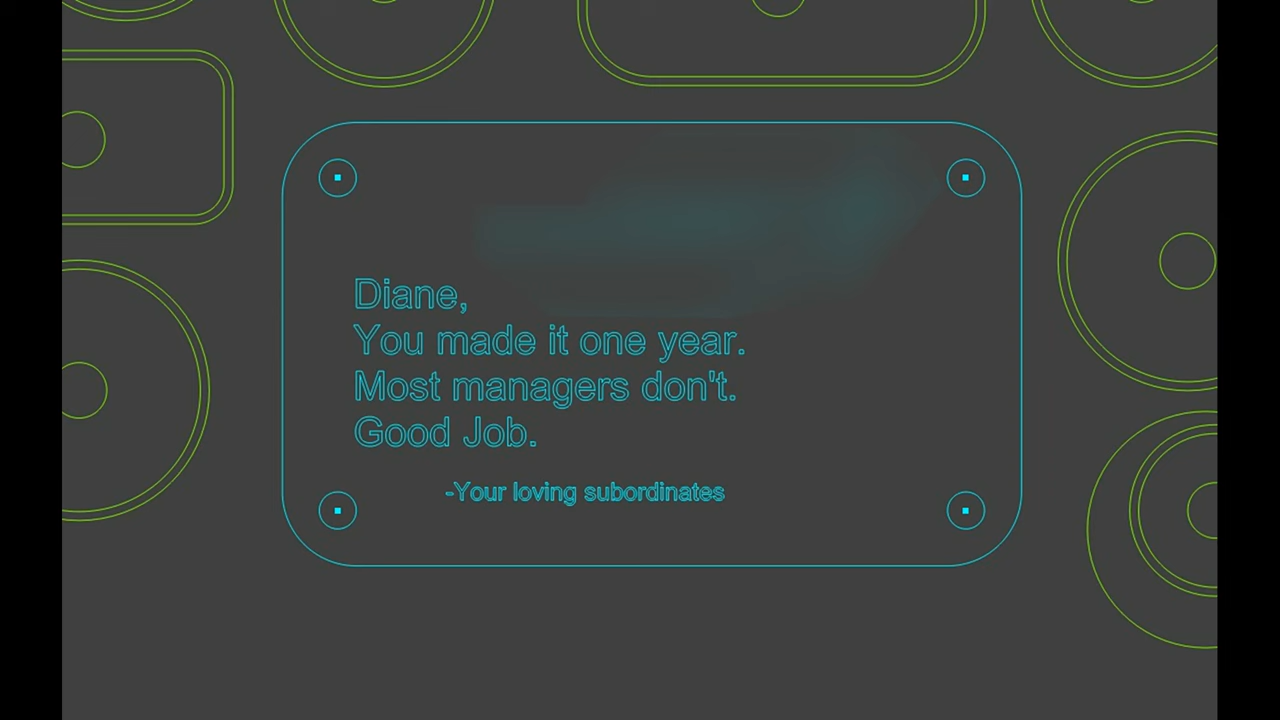 Diane,
You made it one year.
Most managers don't.
Good Job.
-Your loving subordinates